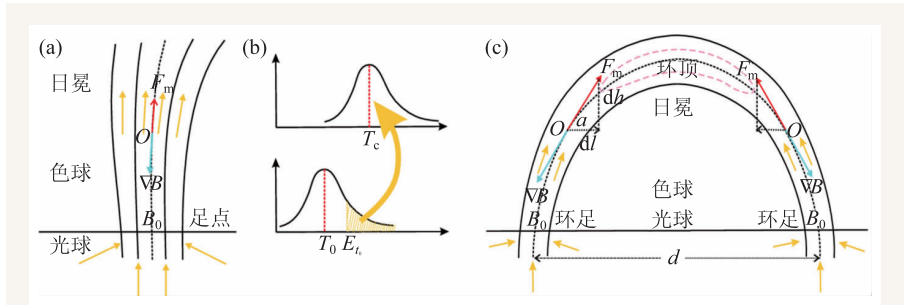 (a)
日冕
F_m
O
色球
∇B
B_0
足点
光球
(b)
T_c
T_0
E_{t_0}
(c)
F_m
环顶
F_m
dh
日冕
O
a
O
dl
∇B
色球
∇B
B_0
环足
光球
环足
B_0
d